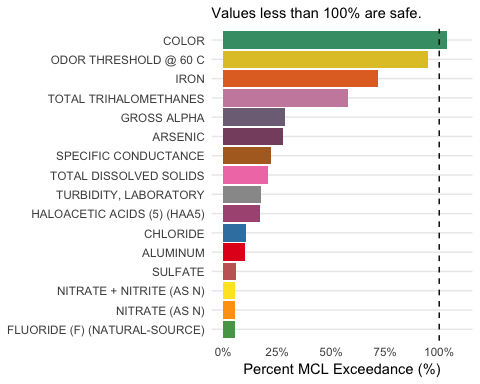 Values less than 100% are safe.
COLOR
ODOR THRESHOLD @ 60 C
IRON
TOTAL TRIHALOMETHANES
GROSS ALPHA
ARSENIC
SPECIFIC CONDUCTANCE
TOTAL DISSOLVED SOLIDS
TURBIDITY, LABORATORY
HALOACETIC ACIDS (5) (HAA5)
CHLORIDE
ALUMINUM
SULFATE
NITRATE + NITRITE (AS N)
NITRATE (AS N)
FLUORIDE (F) (NATURAL-SOURCE)
0% 25% 50% 75% 100%
Percent MCL Exceedance (%)